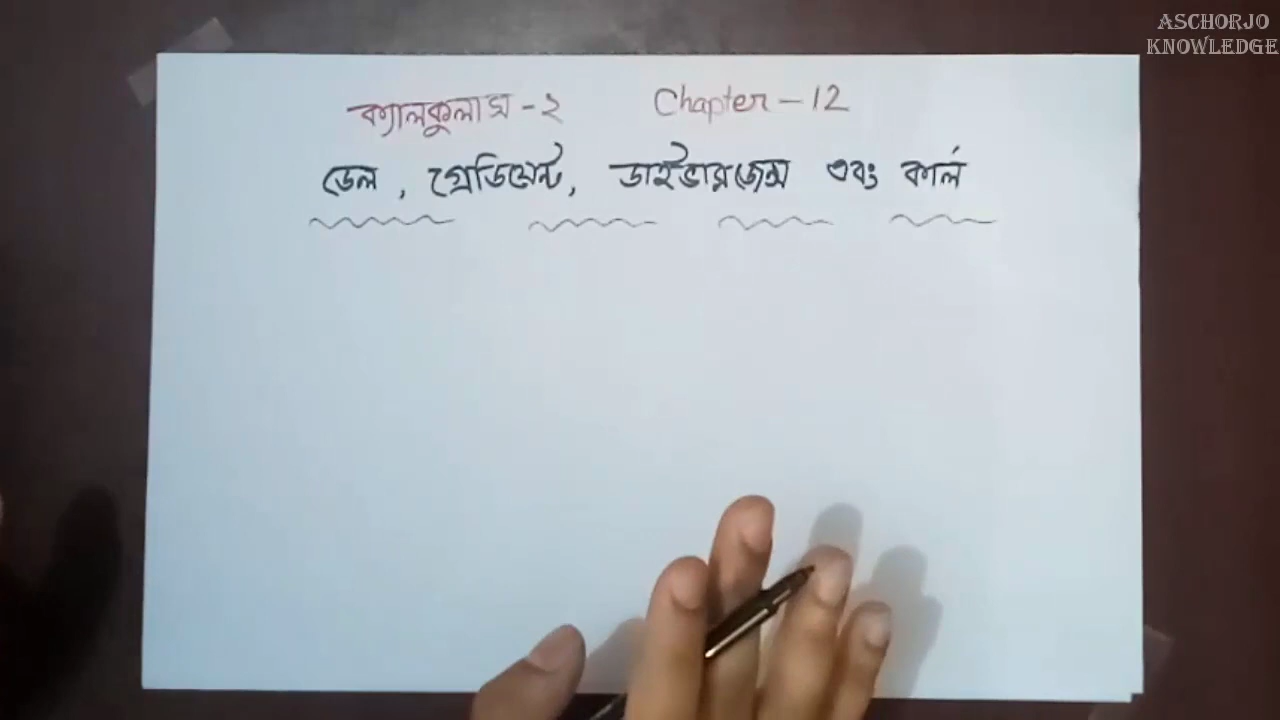 ASCHORJO
KNOWLEDGE
ক্যালকুলাস - ২ Chapter - 12
ডেল, গ্রেডিয়েন্ট, ডাইভারজেন্স এবং কার্ল